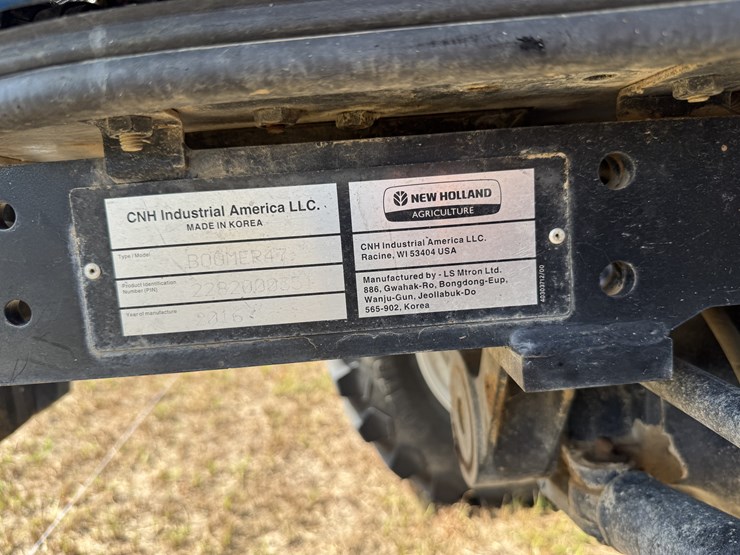 CNH Industrial America LLC.
MADE IN KOREA
Type / Model
BOOMER47
Product Identification
Number (PIN)
Year of manufacture
2016
NEW HOLLAND
AGRICULTURE
CNH Industrial America LLC.
Racine, WI 53404 USA
Manufactured by - LS Mtron Ltd.
886, Gwahak-Ro, Bongdong-Eup,
Wanju-Gun, Jeollabuk-Do
565-902, Korea